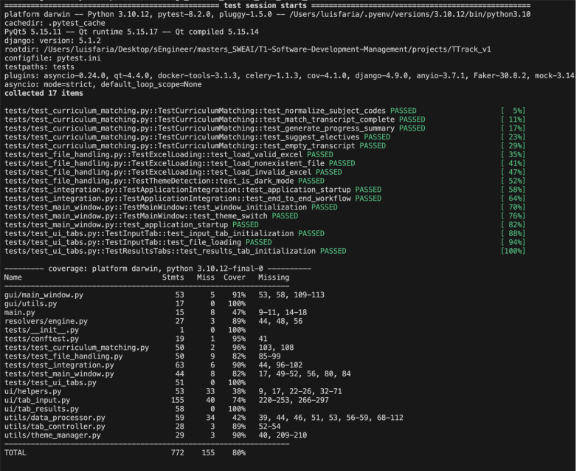 ============================= test session starts =============================
platform darwin -- Python 3.10.12, pytest-8.2.0, pluggy-1.5.0 -- /Users/luisfaria/.pyenv/versions/3.10.12/bin/python3.10
cachedir: .pytest_cache
PyQt5 5.15.11 -- Qt runtime 5.15.17 -- Qt compiled 5.15.14
django: version: 5.1.2
rootdir: /Users/luisfaria/Desktop/sEngineer/masters_SWEAI/T1-Software-Development-Management/projects/TTrack_v1
configfile: pytest.ini
testpaths: tests
plugins: asyncio-0.24.0, qt-4.4.0, docker-tools-3.1.3, celery-1.1.3, cov-4.1.0, django-4.9.0, anyio-3.7.1, Faker-30.8.2, mock-3.14.
asyncio: mode=strict, default_loop_scope=None
collected 17 items
tests/test_curriculum_matching.py::TestCurriculumMatching::test_normalize_subject_codes PASSED [ 5%]
tests/test_curriculum_matching.py::TestCurriculumMatching::test_match_transcript_complete PASSED [ 11%]
tests/test_curriculum_matching.py::TestCurriculumMatching::test_generate_progress_summary PASSED [ 17%]
tests/test_curriculum_matching.py::TestCurriculumMatching::test_suggest_electives PASSED [ 23%]
tests/test_curriculum_matching.py::TestCurriculumMatching::test_empty_transcript PASSED [ 29%]
tests/test_file_handling.py::TestExcelLoading::test_load_valid_excel PASSED [ 35%]
tests/test_file_handling.py::TestExcelLoading::test_load_nonexistent_file PASSED [ 41%]
tests/test_file_handling.py::TestExcelLoading::test_load_invalid_excel PASSED [ 47%]
tests/test_file_handling.py::TestThemeDetection::test_is_dark_mode PASSED [ 52%]
tests/test_integration.py::TestApplicationIntegration::test_application_startup PASSED [ 58%]
tests/test_integration.py::TestApplicationIntegration::test_end_to_end_workflow PASSED [ 64%]
tests/test_main_window.py::TestMainWindow::test_window_initialization PASSED [ 70%]
tests/test_main_window.py::TestMainWindow::test_theme_switch PASSED [ 76%]
tests/test_main_window.py::test_application_startup PASSED [ 82%]
tests/test_ui_tabs.py::TestInputTab::test_input_tab_initialization PASSED [ 88%]
tests/test_ui_tabs.py::TestInputTab::test_file_loading PASSED [ 94%]
tests/test_ui_tabs.py::TestResultsTab::test_results_tab_initialization PASSED [100%]
---------- coverage: platform darwin, python 3.10.12-final-0 ----------
Name Stmts Miss Cover Missing
gui/main_window.py 53 5 91% 53, 58, 109-113
gui/utils.py 17 0 100%
main.py 15 8 47% 9-11, 14-18
resolvers/engine.py 27 3 89% 44, 48, 56
tests/__init__.py 1 0 100%
tests/conftest.py 19 1 95% 41
tests/test_curriculum_matching.py 50 2 96% 103, 108
tests/test_file_handling.py 50 9 82% 85-99
tests/test_integration.py 63 6 90% 44, 96-102
tests/test_main_window.py 44 8 82% 17, 49-52, 56, 80, 84
tests/test_ui_tabs.py 51 0 100%
ui/helpers.py 53 33 38% 9, 17, 22-26, 32-71
ui/tab_input.py 155 40 74% 220-253, 266-297
ui/tab_results.py 58 0 100%
utils/data_processor.py 59 34 42% 39, 44, 46, 51, 53, 56-59, 68-112
utils/tab_controller.py 28 3 89% 52-54
utils/theme_manager.py 29 3 90% 40, 209-210
TOTAL 772 155 80%